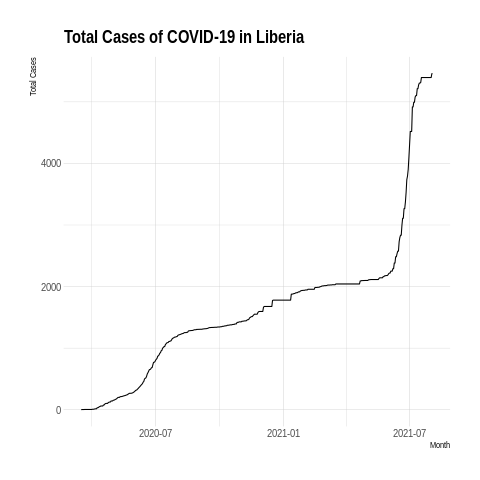 Total Cases of COVID-19 in Liberia
Total Cases
4000
2000
0
2020-07
2021-01
2021-07
Month